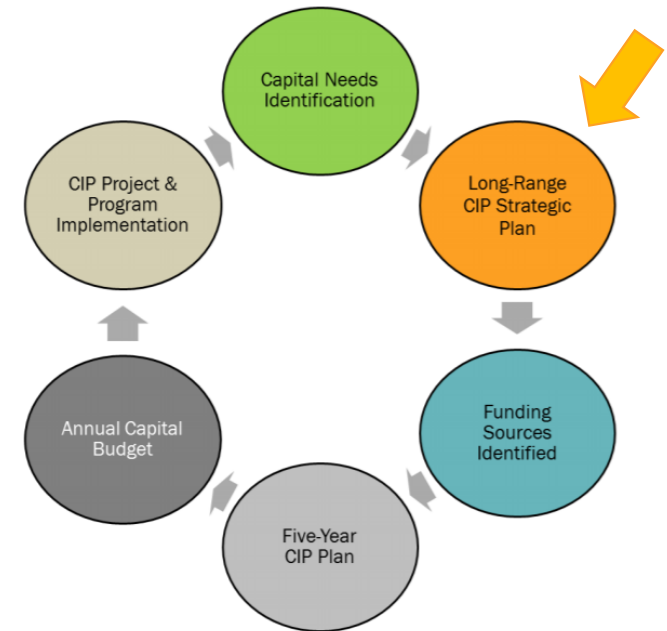 Capital Needs
Identification
Long-Range
CIP Strategic
Plan
Funding
Sources
Identified
Five-Year
CIP Plan
Annual Capital
Budget
CIP Project &
Program
Implementation